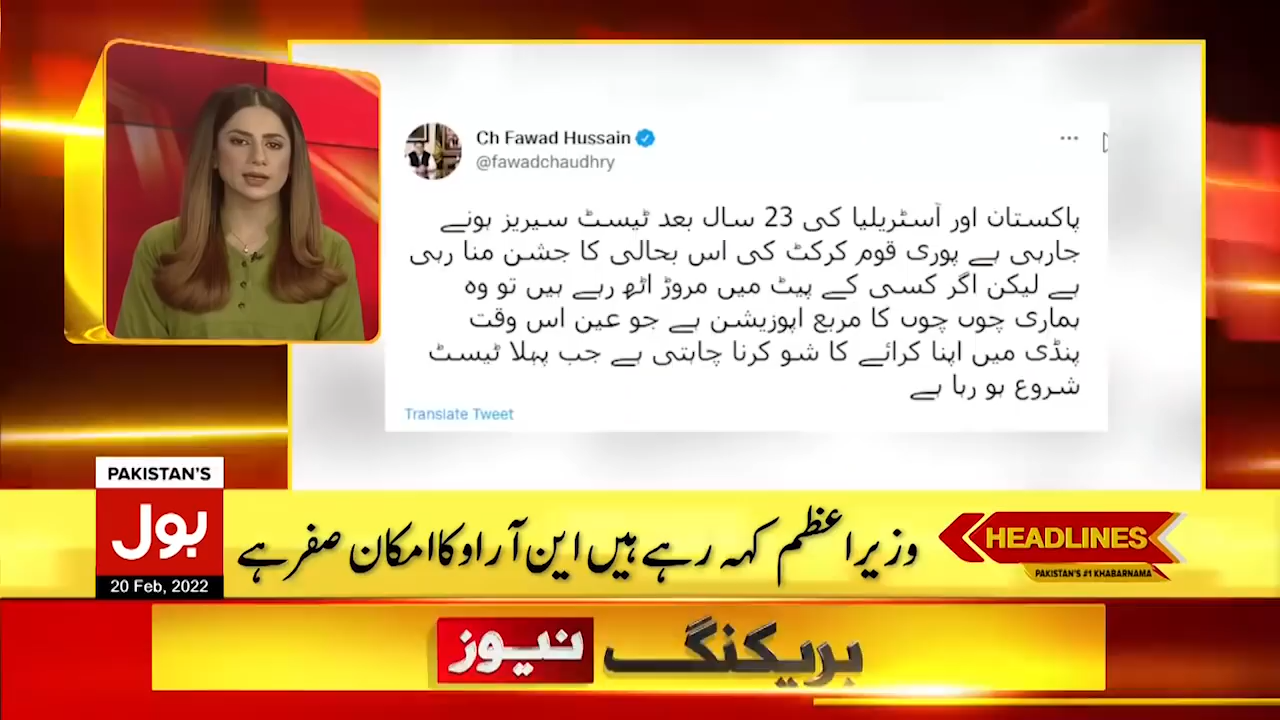 Ch Fawad Hussain
@fawadchaudhry
پاکستان اور آسٹریلیا کی 23 سال بعد ٹیسٹ سیریز ہونے
جارہی ہے پوری قوم کرکٹ کی اس بحالی کا جشن منا رہی
ہے لیکن اگر کسی کے پیٹ میں مروڑ اٹھ رہے ہیں تو وہ
ہماری چوں چوں کا مربع اپوزیشن ہے جو عین اس وقت
پنڈی میں اپنا کرائے کا شو کرنا چاہتی ہے جب پہلا ٹیسٹ
شروع ہو رہا ہے
Translate Tweet
PAKISTAN'S
بول
20 Feb, 2022
وزیراعظم کہہ رہے ہیں این آر او کا امکان صفر ہے
HEADLINES
PAKISTAN'S #1 KHABARNAMA
بریکنگ نیوز